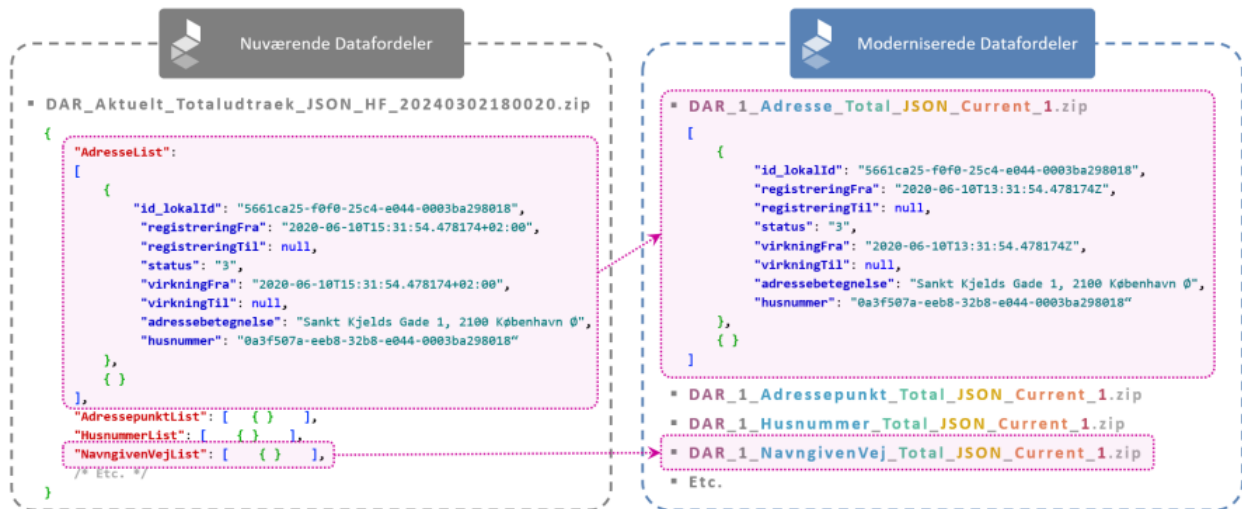 Nuværende Datafordeler
▪ DAR_Aktuelt_Totaludtraek_JSON_HF_20240302180020.zip
{
"AdresseList":
[
{
"id_lokalId": "5661ca25-f0f0-25c4-e044-0003ba298018",
"registreringFra": "2020-06-10T15:31:54.478174+02:00",
"registreringTil": null,
"status": "3",
"virkningFra": "2020-06-10T15:31:54.478174+02:00",
"virkningTil": null,
"adressebetegnelse": "Sankt Kjelds Gade 1, 2100 København Ø",
"husnummer": "0a3f507a-eeb8-32b8-e044-0003ba298018“
},
{ }
],
"AdressepunktList": [ { } ],
"HusnummerList": [ { } ],
"NavngivenVejList": [ { } ],
/* Etc. */
}
Moderniserede Datafordeler
▪ DAR_1_Adresse_Total_JSON_Current_1.zip
[
{
"id_lokalId": "5661ca25-f0f0-25c4-e044-0003ba298018",
"registreringFra": "2020-06-10T13:31:54.478174Z",
"registreringTil": null,
"status": "3",
"virkningFra": "2020-06-10T13:31:54.478174Z",
"virkningTil": null,
"adressebetegnelse": "Sankt Kjelds Gade 1, 2100 København Ø",
"husnummer": "0a3f507a-eeb8-32b8-e044-0003ba298018“
},
{ }
]
▪ DAR_1_Adressepunkt_Total_JSON_Current_1.zip
▪ DAR_1_Husnummer_Total_JSON_Current_1.zip
▪ DAR_1_NavngivenVej_Total_JSON_Current_1.zip
▪ Etc.